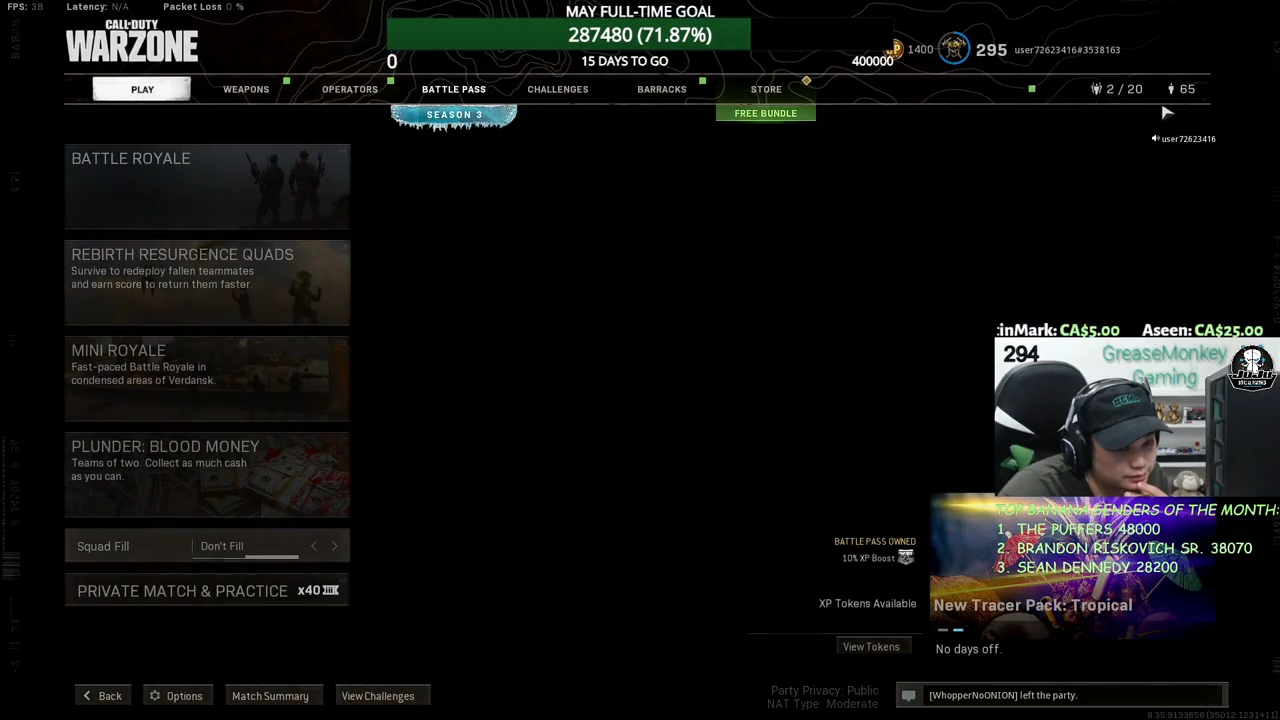 FPS: 38 Latency: N/A Packet Loss 0 %
MAY FULL-TIME GOAL
287480 (71.87%)
0 15 DAYS TO GO 400000
CALL•DUTY
WARZONE
1400 295 user72623416#3538163
PLAY WEAPONS OPERATORS BATTLE PASS CHALLENGES BARRACKS STORE 2 / 20 65
SEASON 3 FREE BUNDLE
user72623416
BATTLE ROYALE
REBIRTH RESURGENCE QUADS
Survive to redeploy fallen teammates
and earn score to return them faster.
MINI ROYALE
Fast-paced Battle Royale in
condensed areas of Verdansk.
PLUNDER: BLOOD MONEY
Teams of two. Collect as much cash
as you can.
Squad Fill Don't Fill
PRIVATE MATCH & PRACTICE x40
inMark: CA$5.00 Aseen: CA$25.00
294 GreaseMonkey
Gaming
TOP BANANA SENDERS OF THE MONTH:
1. THE PUFFERS 48000
2. BRANDON RISKOVICH SR. 38070
3. SEAN DENNEDY 28200
BATTLE PASS OWNED
10% XP Boost
XP Tokens Available
New Tracer Pack: Tropical
View Tokens
No days off.
Back Options Match Summary View Challenges
Party Privacy: Public
NAT Type: Moderate
[WhopperNoONION] left the party.